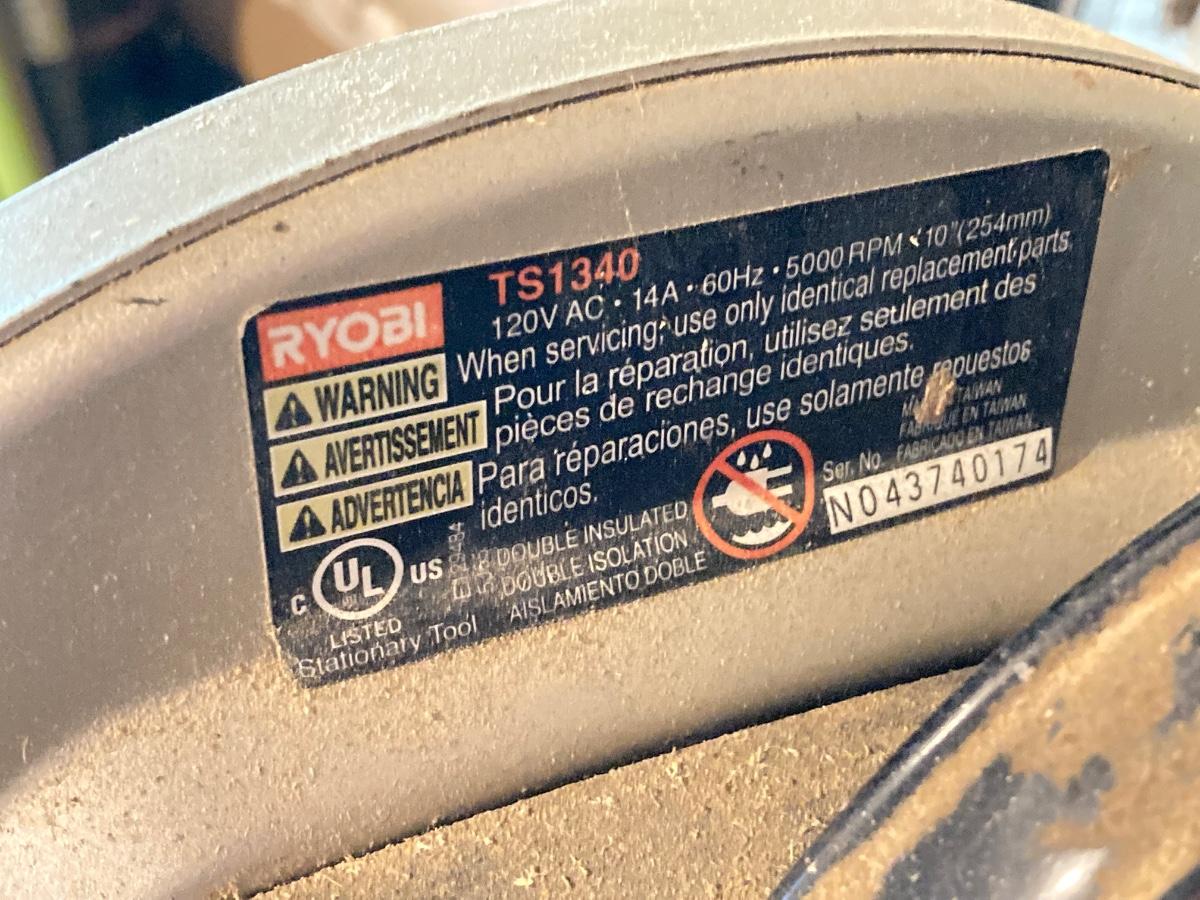 RYOBI
TS1340
120V AC • 14A • 60Hz • 5000 RPM 10"(254mm)
WARNING
When servicing, use only identical replacement parts.
AVERTISSEMENT
Pour la réparation, utilisez seulement des
pièces de rechange identiques.
ADVERTENCIA
Para réparaciones, use solamente repuestos
identicos.
TAIWAN
FABRIQUÉ EN TAIWAN
FABRICADO EN TAIWAN
Ser. No.
N043740174
C UL US
LISTED
Stationary Tool
DOUBLE INSULATED
DOUBLE ISOLATION
AISLAMIENTO DOBLE